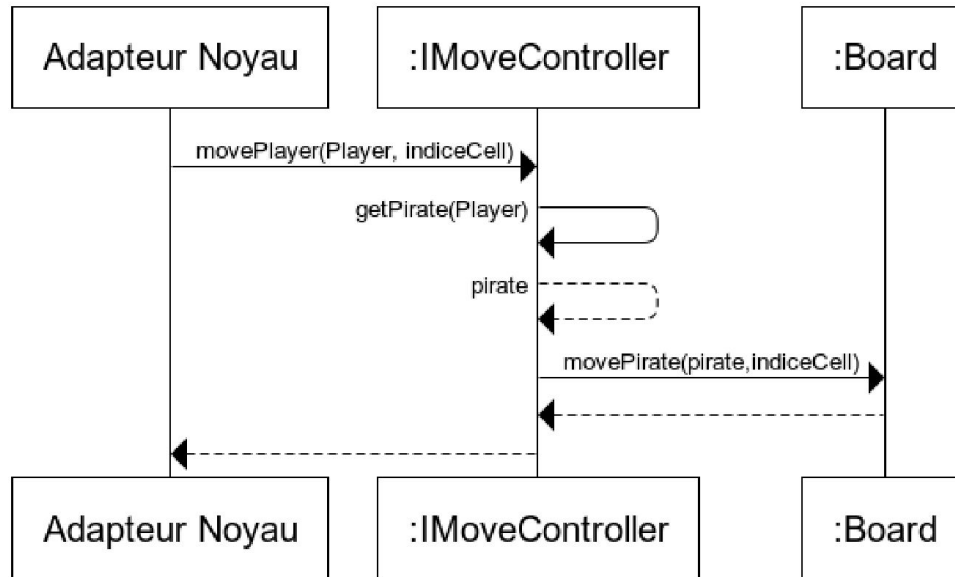 Adapteur Noyau
:IMoveController
:Board
movePlayer(Player, indiceCell)
getPirate(Player)
pirate
movePirate(pirate,indiceCell)
Adapteur Noyau
:IMoveController
:Board